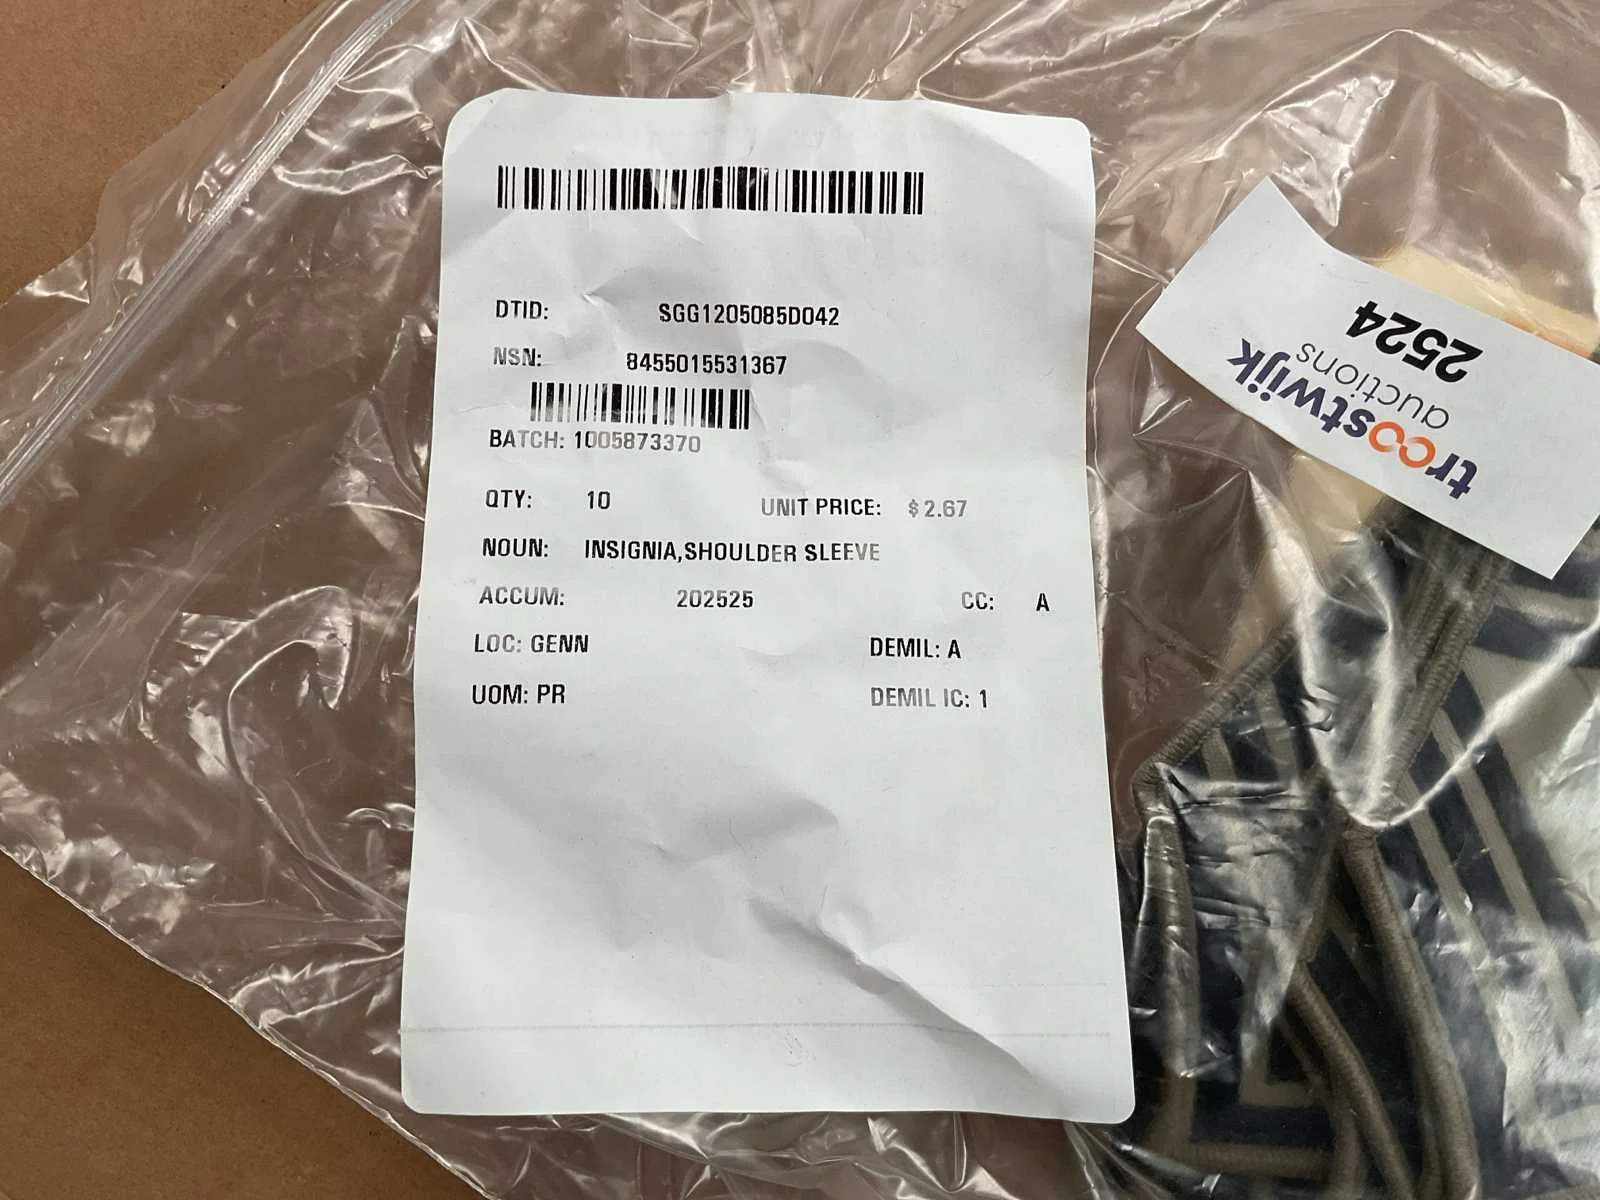 DTID: SGG1205085D042
NSN: 8455015531367
BATCH: 1005873370
QTY: 10 UNIT PRICE: $ 2.67
NOUN: INSIGNIA,SHOULDER SLEEVE
ACCUM: 202525 CC: A
LOC: GENN DEMIL: A
UOM: PR DEMIL IC: 1
troostwijk
auctions
2524